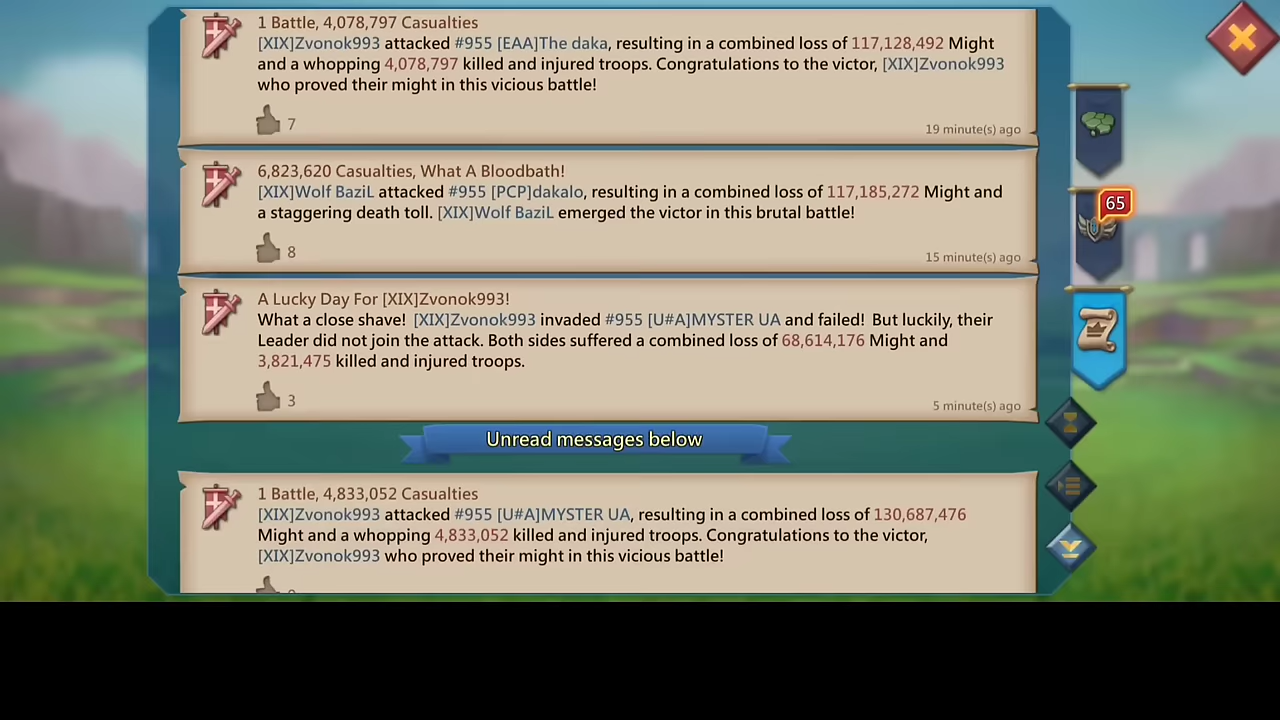 1 Battle, 4,078,797 Casualties
[XIX]Zvonok993 attacked #955 [EAA]The daka, resulting in a combined loss of 117,128,492 Might
and a whopping 4,078,797 killed and injured troops. Congratulations to the victor, [XIX]Zvonok993
who proved their might in this vicious battle!
7
19 minute(s) ago
6,823,620 Casualties, What A Bloodbath!
[XIX]Wolf BaziL attacked #955 [PCP]dakalo, resulting in a combined loss of 117,185,272 Might and
a staggering death toll. [XIX]Wolf BaziL emerged the victor in this brutal battle!
8
15 minute(s) ago
65
A Lucky Day For [XIX]Zvonok993!
What a close shave! [XIX]Zvonok993 invaded #955 [U#A]MYSTER UA and failed! But luckily, their
Leader did not join the attack. Both sides suffered a combined loss of 68,614,176 Might and
3,821,475 killed and injured troops.
3
5 minute(s) ago
Unread messages below
1 Battle, 4,833,052 Casualties
[XIX]Zvonok993 attacked #955 [U#A]MYSTER UA, resulting in a combined loss of 130,687,476
Might and a whopping 4,833,052 killed and injured troops. Congratulations to the victor,
[XIX]Zvonok993 who proved their might in this vicious battle!